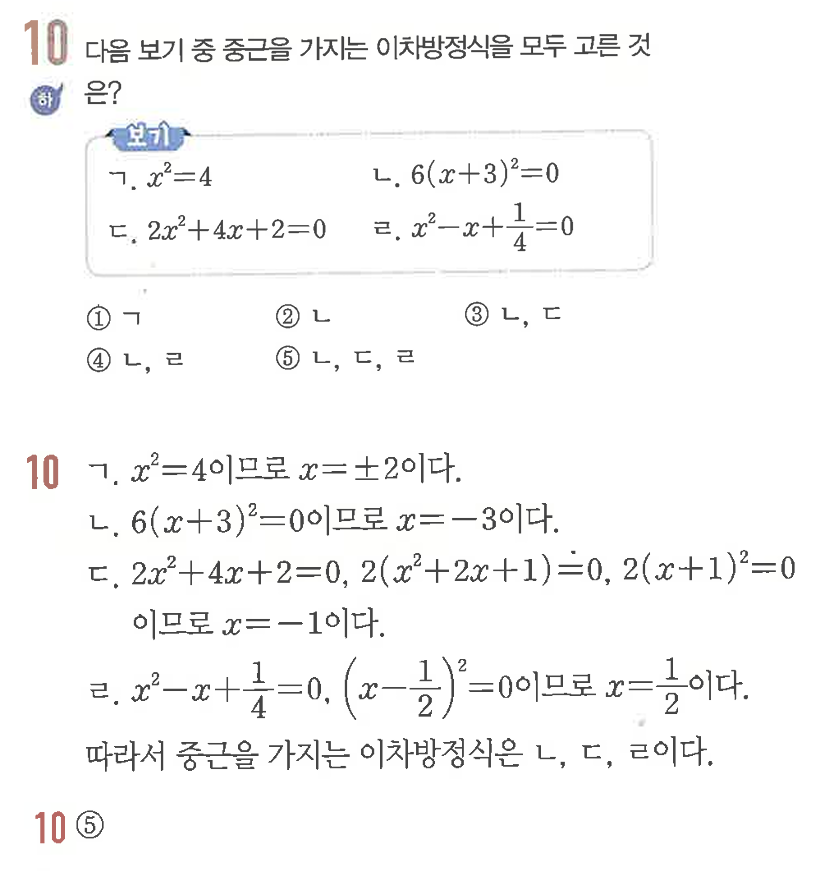 10 다음 보기 중 중근을 가지는 이차방정식을 모두 고른 것
하 은?
보기
ㄱ. x²=4 ㄴ. 6(x+3)²=0
ㄷ. 2x²+4x+2=0 ㄹ. x²-x+1/4=0
① ㄱ ② ㄴ ③ ㄴ, ㄷ
④ ㄴ, ㄹ ⑤ ㄴ, ㄷ, ㄹ
10 ㄱ. x²=4이므로 x=±2이다.
ㄴ. 6(x+3)²=0이므로 x=-3이다.
ㄷ. 2x²+4x+2=0, 2(x²+2x+1)=0, 2(x+1)²=0
이므로 x=-1이다.
ㄹ. x²-x+1/4=0, (x-1/2)²=0이므로 x=1/2이다.
따라서 중근을 가지는 이차방정식은 ㄴ, ㄷ, ㄹ이다.
10 ⑤